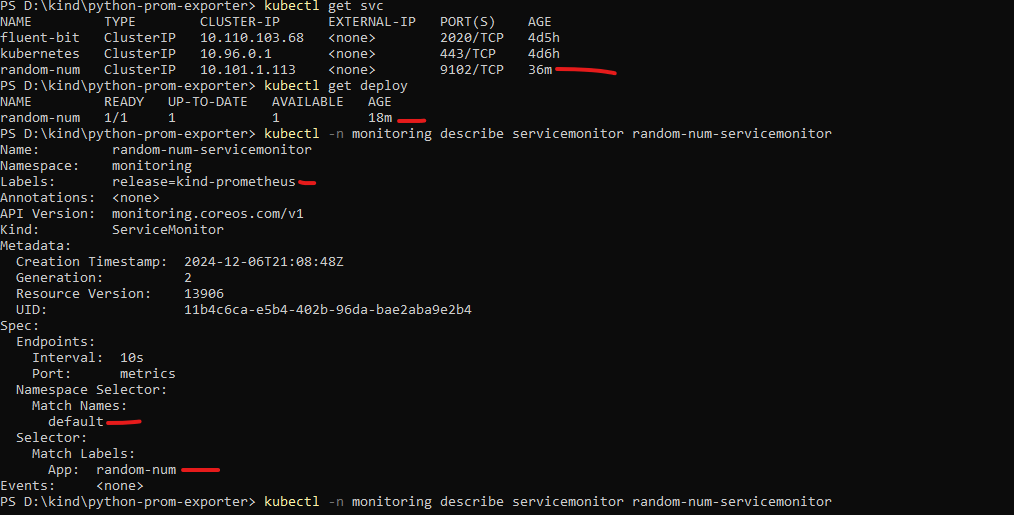 PS D:\kind\python-prom-exporter> kubectl get svc
NAME         TYPE        CLUSTER-IP      EXTERNAL-IP   PORT(S)    AGE
fluent-bit   ClusterIP   10.110.103.68   <none>        2020/TCP   4d5h
kubernetes   ClusterIP   10.96.0.1       <none>        443/TCP    4d6h
random-num   ClusterIP   10.101.1.113    <none>        9102/TCP   36m
PS D:\kind\python-prom-exporter> kubectl get deploy
NAME         READY   UP-TO-DATE   AVAILABLE   AGE
random-num   1/1     1            1           18m
PS D:\kind\python-prom-exporter> kubectl -n monitoring describe servicemonitor random-num-servicemonitor
Name:         random-num-servicemonitor
Namespace:    monitoring
Labels:       release=kind-prometheus
Annotations:  <none>
API Version:  monitoring.coreos.com/v1
Kind:         ServiceMonitor
Metadata:
  Creation Timestamp:  2024-12-06T21:08:48Z
  Generation:          2
  Resource Version:    13906
  UID:                 11b4c6ca-e5b4-402b-96da-bae2aba9e2b4
Spec:
  Endpoints:
    Interval:  10s
    Port:      metrics
  Namespace Selector:
    Match Names:
      default
  Selector:
    Match Labels:
      App:  random-num
Events:     <none>
PS D:\kind\python-prom-exporter> kubectl -n monitoring describe servicemonitor random-num-servicemonitor